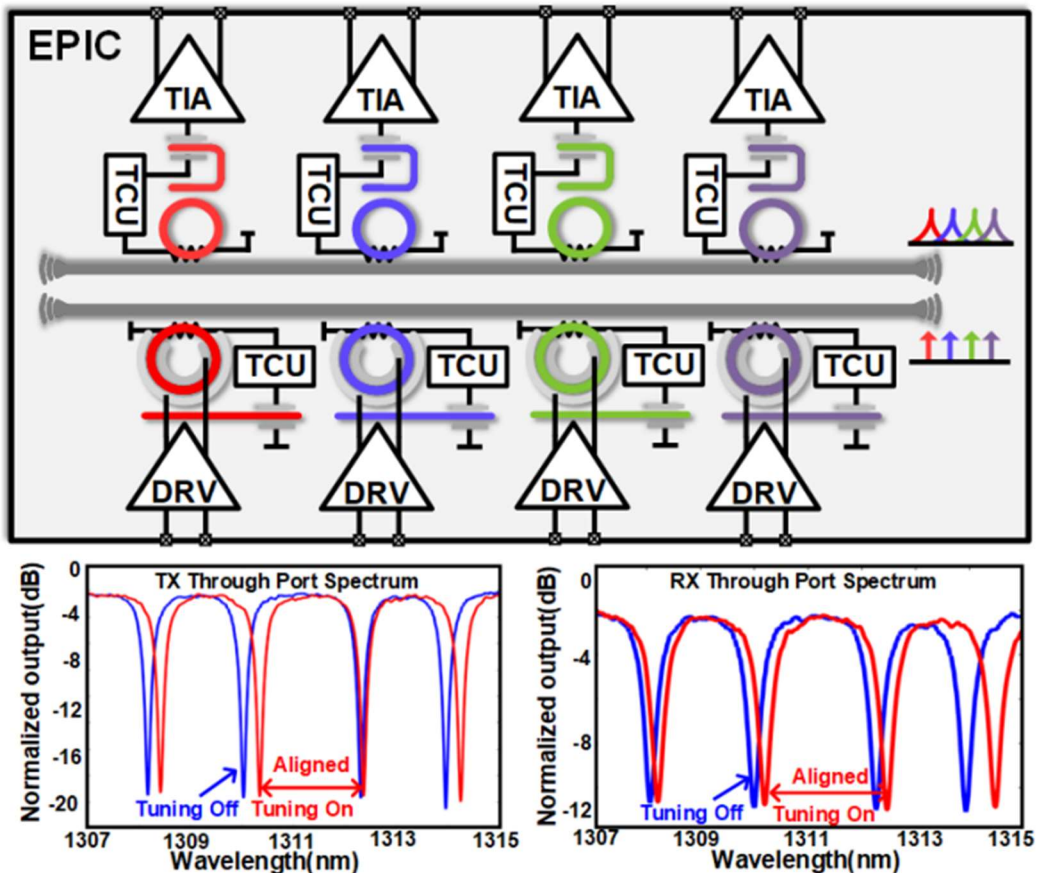 EPIC
TIA TIA TIA TIA
TCU TCU TCU TCU
TCU TCU TCU TCU
DRV DRV DRV DRV
TX Through Port Spectrum
Normalized output(dB)
0
-4
-8
-12
-16
-20
Aligned
Tuning Off Tuning On
1307 1309 1311 1313 1315
Wavelength(nm)
RX Through Port Spectrum
Normalized output(dB)
0
-4
-8
-12
Aligned
Tuning Off Tuning On
1307 1309 1311 1313 1315
Wavelength(nm)